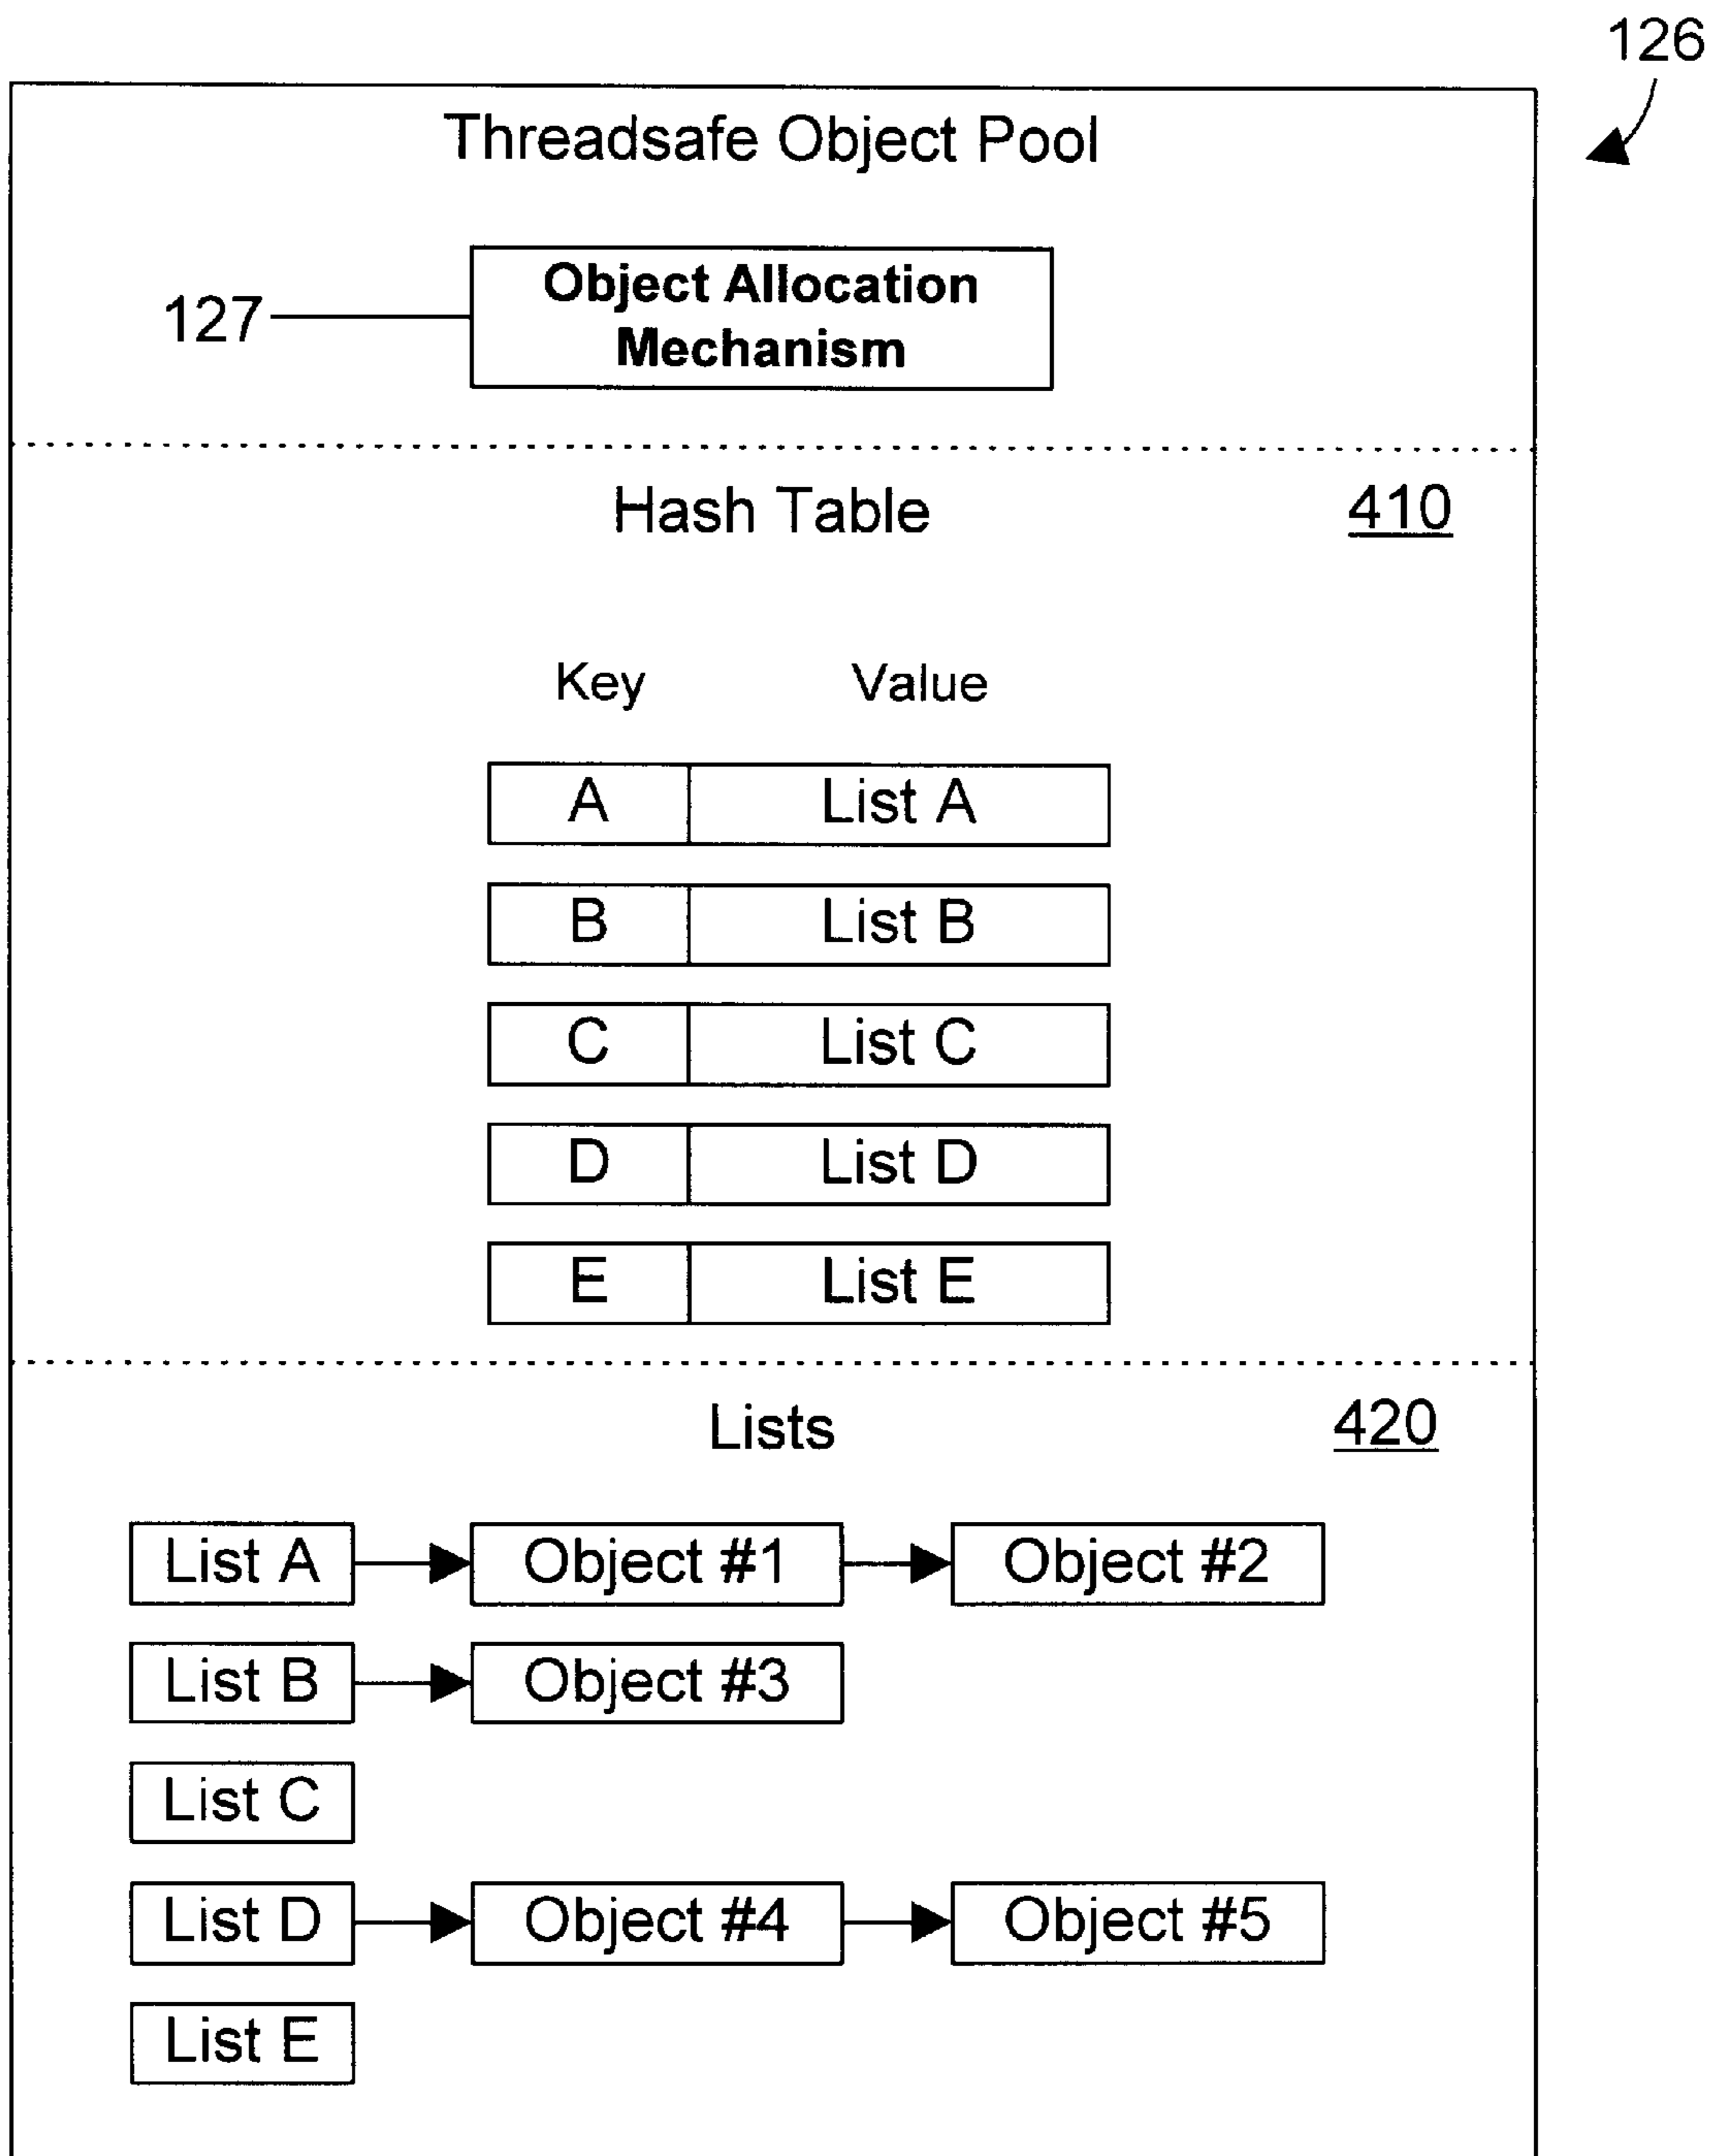 126
Threadsafe Object Pool
127
Object Allocation
Mechanism
Hash Table 410
Key Value
A List A
B List B
C List C
D List D
E List E
Lists 420
List A Object #1 Object #2
List B Object #3
List C
List D Object #4 Object #5
List E